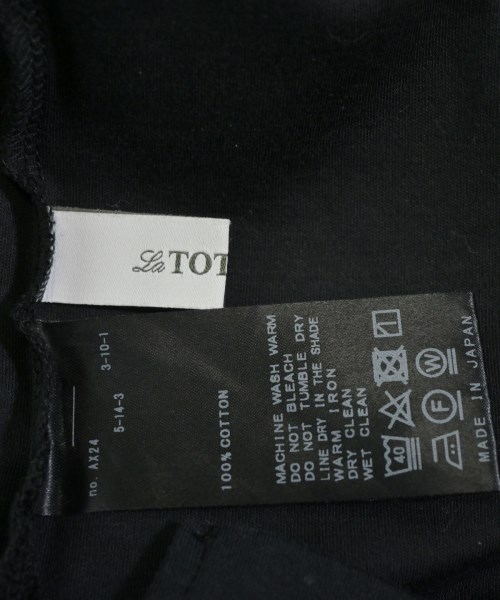 La TOT
no. AX24
5-14-3
3-10-1
100% COTTON
MACHINE WASH WARM
DO NOT BLEACH
DO NOT TUMBLE DRY
LINE DRY IN THE SHADE
WARM IRON
DRY CLEAN
WET CLEAN
40
F W
MADE IN JAPAN